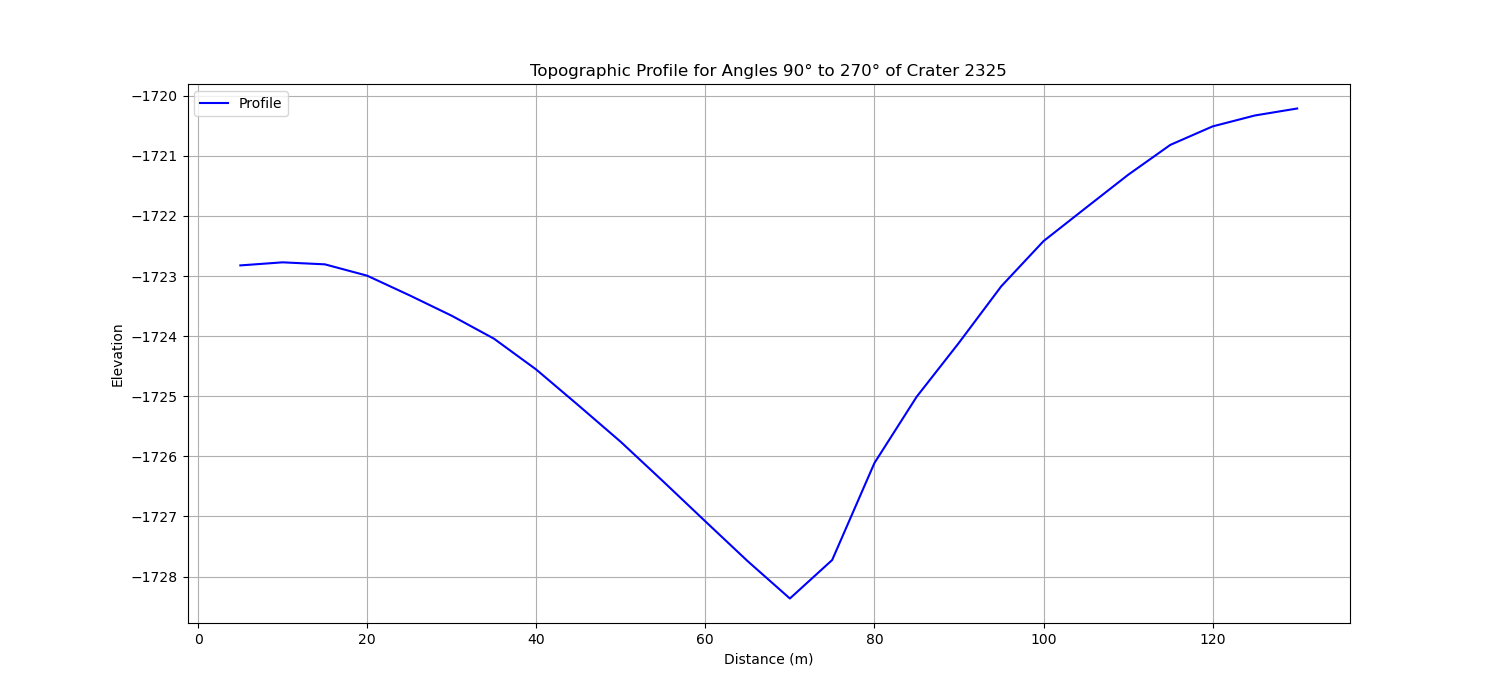 Topographic Profile for Angles 90° to 270° of Crater 2325
Profile
−1720
−1721
−1722
−1723
−1724
−1725
−1726
−1727
−1728
Elevation
0 20 40 60 80 100 120
Distance (m)